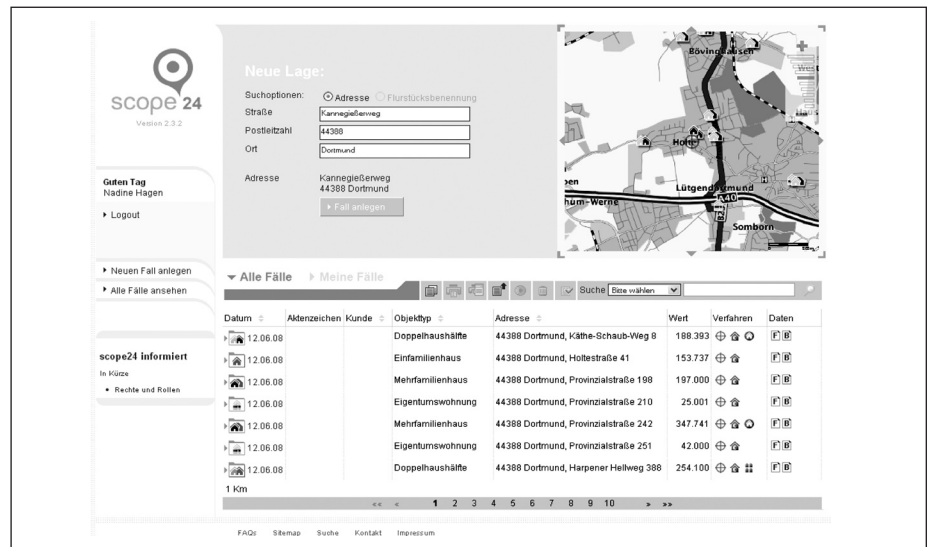 scope 24
Version 2.3.2
Guten Tag
Nadine Hagen
Logout
Neuen Fall anlegen
Alle Fälle ansehen
scope24 informiert
In Kürze
Rechte und Rollen
Neue Lage:
Suchoptionen: Adresse Flurstücksbenennung
Straße Kannegießerweg
Postleitzahl 44388
Ort Dortmund
Adresse Kannegießerweg
44388 Dortmund
Fall anlegen
Bövinghausen
West
Holte
Lütgendortmund
hum-Werne
A40
Somborn
Alle Fälle Meine Fälle
Suche Bitte wählen
Datum Aktenzeichen Kunde Objekttyp Adresse Wert Verfahren Daten
12.06.08 Doppelhaushälfte 44388 Dortmund, Käthe-Schaub-Weg 8 188.393 F B
12.06.08 Einfamilienhaus 44388 Dortmund, Holtestraße 41 153.737 F B
12.06.08 Mehrfamilienhaus 44388 Dortmund, Provinzialstraße 198 197.000 F B
12.06.08 Eigentumswohnung 44388 Dortmund, Provinzialstraße 210 25.001 F B
12.06.08 Mehrfamilienhaus 44388 Dortmund, Provinzialstraße 242 347.741 F B
12.06.08 Eigentumswohnung 44388 Dortmund, Provinzialstraße 251 42.000 F B
12.06.08 Doppelhaushälfte 44388 Dortmund, Harpener Hellweg 388 254.100 F B
1 Km
<< < 1 2 3 4 5 6 7 8 9 10 > >>
FAQs Sitemap Suche Kontakt Impressum